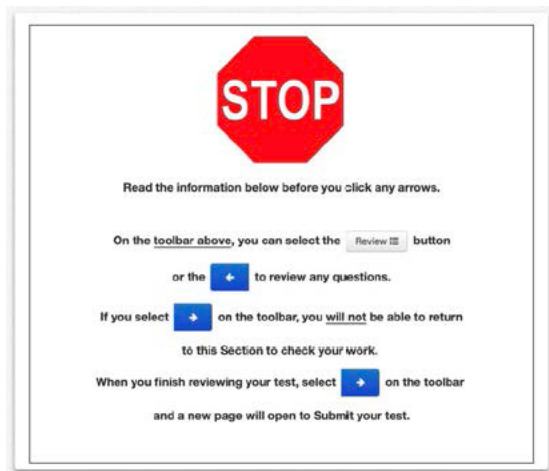 STOP
Read the information below before you click any arrows.
On the toolbar above, you can select the Review button
or the ← to review any questions.
If you select → on the toolbar, you will not be able to return
to this Section to check your work.
When you finish reviewing your test, select → on the toolbar
and a new page will open to Submit your test.